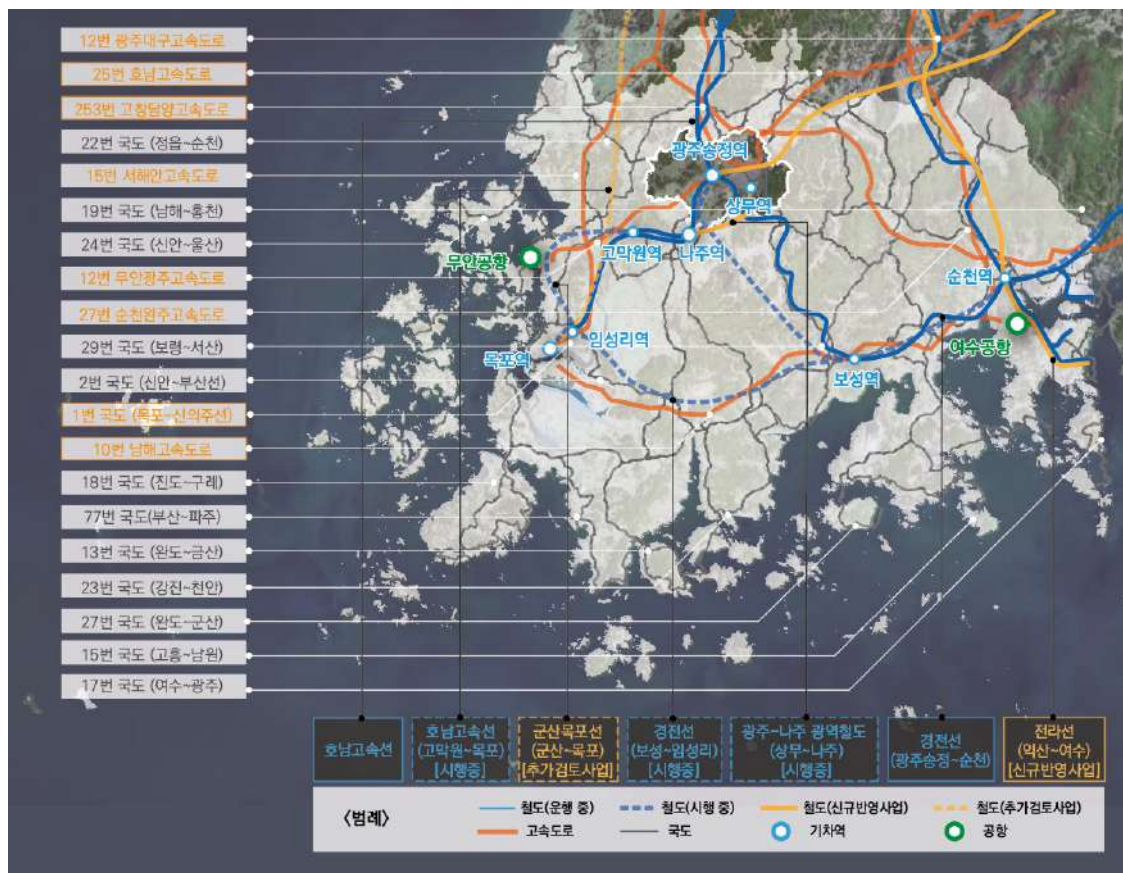 12번 광주대구고속도로
25번 호남고속도로
253번 고창담양고속도로
22번 국도 (정읍~순천)
15번 서해안고속도로
19번 국도 (남해~홍천)
24번 국도 (신안~울산)
12번 무안광주고속도로
27번 순천완주고속도로
29번 국도 (보령~서산)
2번 국도 (신안~부산선)
1번 국도 (목포~신의주선)
10번 남해고속도로
18번 국도 (진도~구례)
77번 국도(부산~파주)
13번 국도 (완도~금산)
23번 국도 (강진~천안)
27번 국도 (완도~군산)
15번 국도 (고흥~남원)
17번 국도 (여수~광주)
광주송정역
상무역
고막원역
나주역
무안공항
순천역
임성리역
목포역
여수공항
보성역
호남고속선
호남고속선
(고막원~목포)
[시행중]
군산목포선
(군산~목포)
[추가검토사업]
경전선
(보성~임성리)
[시행중]
광주~나주 광역철도
(상무~나주)
[시행중]
경전선
(광주송정~순천)
전라선
(익산~여수)
[신규반영사업]
<범례>
철도(운행 중)
철도(시행 중)
철도(신규반영사업)
철도(추가검토사업)
고속도로
국도
기차역
공항